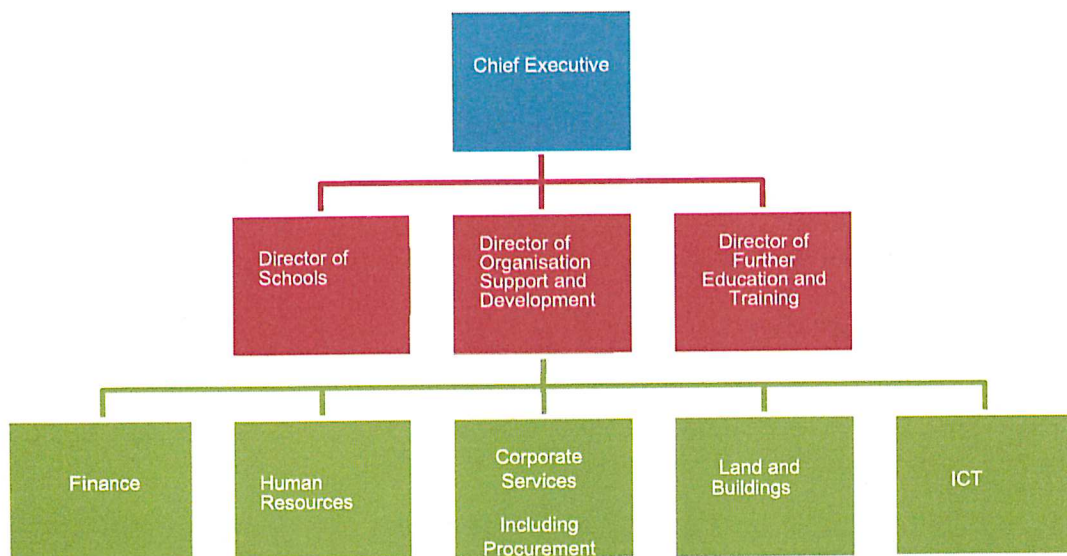 Chief Executive
Director of
Schools
Director of
Organisation
Support and
Development
Director of
Further
Education and
Training
Finance
Human
Resources
Corporate
Services
Including
Procurement
Land and
Buildings
ICT